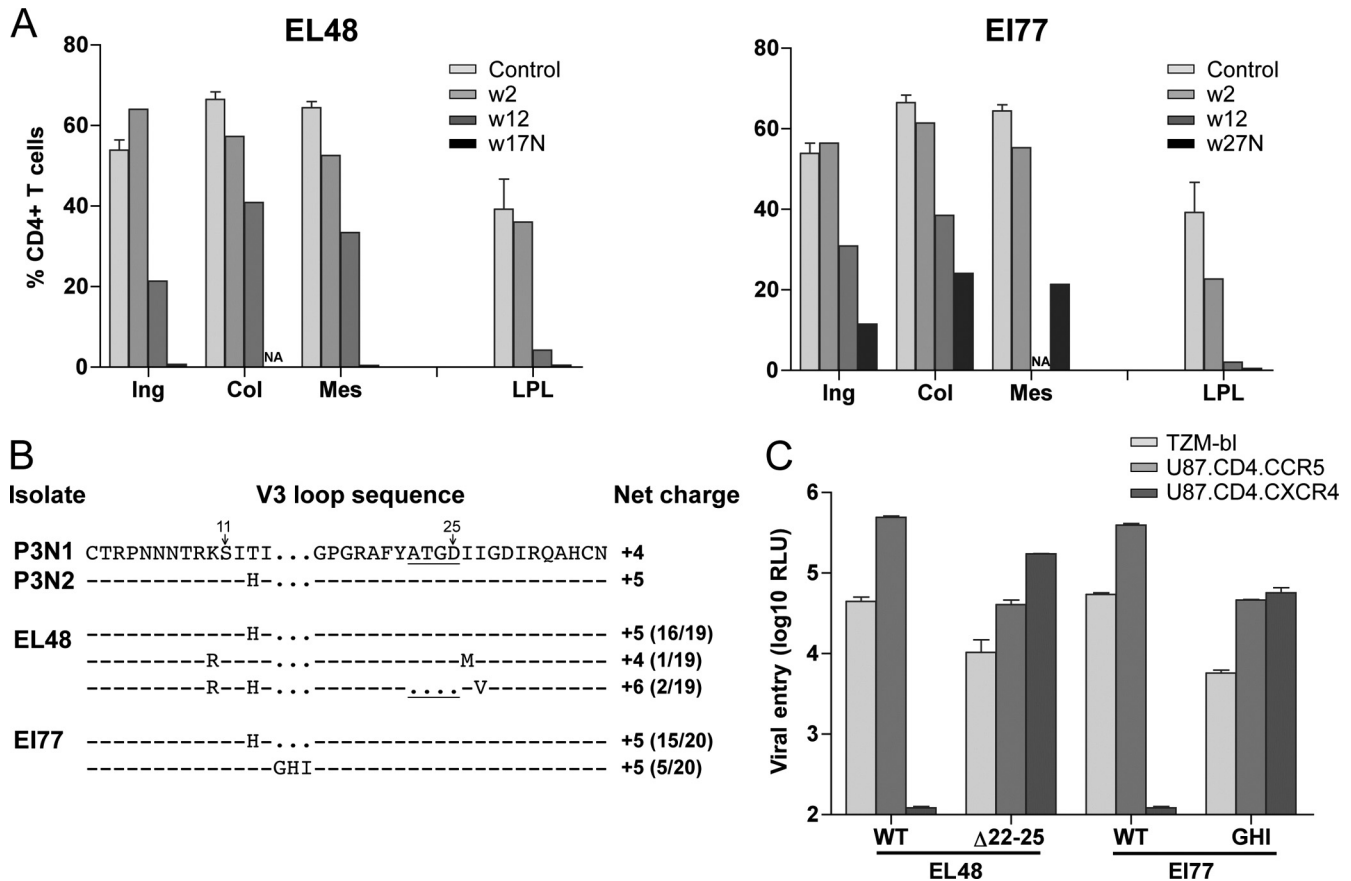 A
EL48
80
60
40
20
0
% CD4+ T cells
Control
w2
w12
w17N
NA
Ing
Col
Mes
LPL
EI77
80
60
40
20
0
Control
w2
w12
w27N
NA
Ing
Col
Mes
LPL
B
Isolate V3 loop sequence Net charge
11 25
P3N1 CTRPNNNTRKSITI...GPGRAFYATGDIIGDIRQAHCN +4
P3N2 ------------H-...---------------------- +5
EL48 ------------H-...---------------------- +5 (16/19)
---------R----...-----------M---------- +4 (1/19)
---------R--H-...-------....-V--------- +6 (2/19)
EI77 ------------H-...---------------------- +5 (15/20)
--------------GHI---------------------- +5 (5/20)
C
TZM-bl
U87.CD4.CCR5
U87.CD4.CXCR4
Viral entry (log10 RLU)
6
5
4
3
2
WT Δ22-25 WT GHI
EL48 EI77